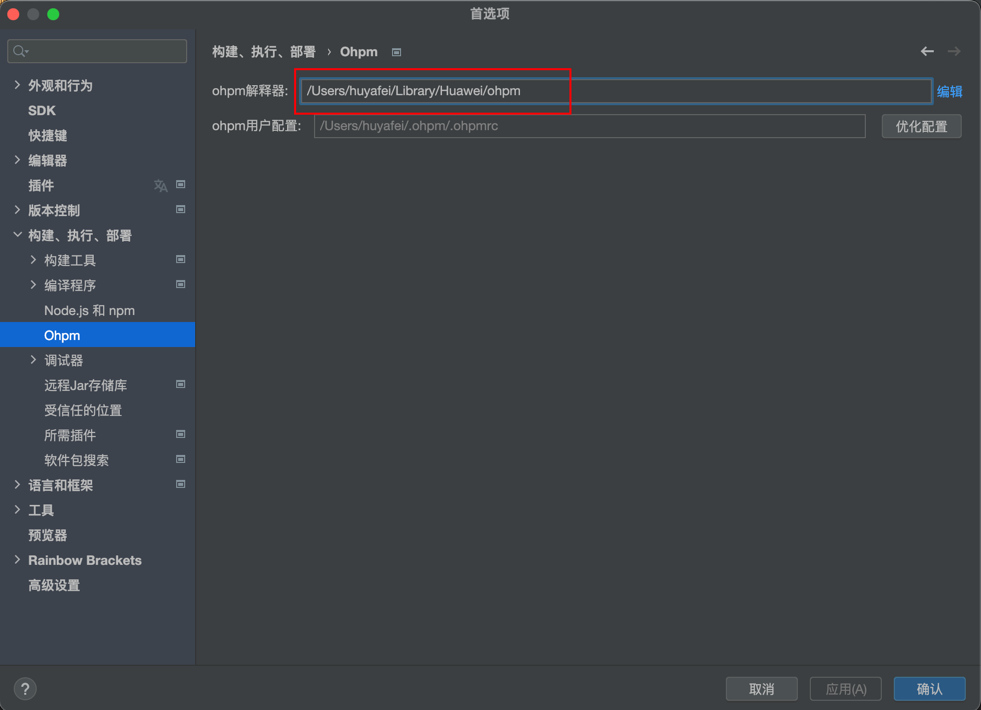 首选项
构建、执行、部署 › Ohpm
ohpm解释器: /Users/huyafei/Library/Huawei/ohpm 编辑
ohpm用户配置: /Users/huyafei/.ohpm/.ohpmrc 优化配置
外观和行为
SDK
快捷键
编辑器
插件
版本控制
构建、执行、部署
构建工具
编译程序
Node.js 和 npm
Ohpm
调试器
远程Jar存储库
受信任的位置
所需插件
软件包搜索
语言和框架
工具
预览器
Rainbow Brackets
高级设置
? 取消 应用(A) 确认